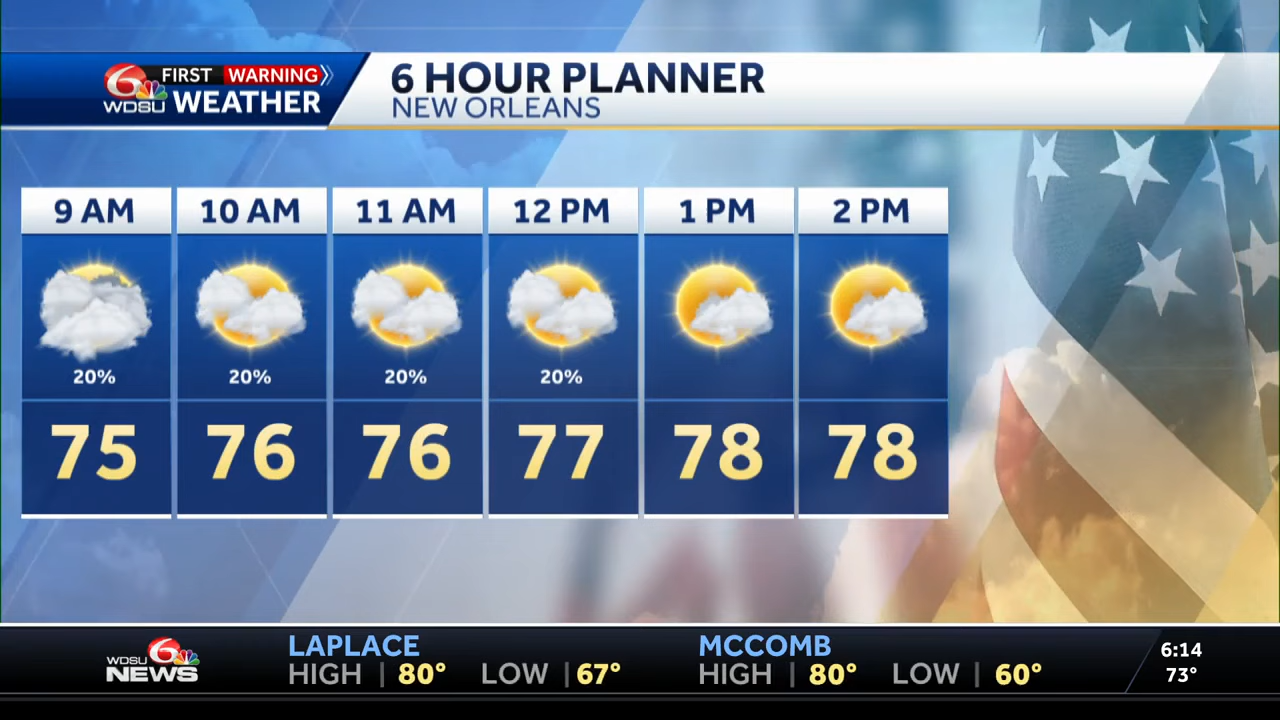 6 FIRST WARNING
WDSU WEATHER
6 HOUR PLANNER
NEW ORLEANS
9 AM 10 AM 11 AM 12 PM 1 PM 2 PM
20% 20% 20% 20%
75 76 76 77 78 78
WDSU 6
NEWS
LAPLACE
HIGH | 80° LOW | 67°
MCCOMB
HIGH | 80° LOW | 60°
6:14
73°